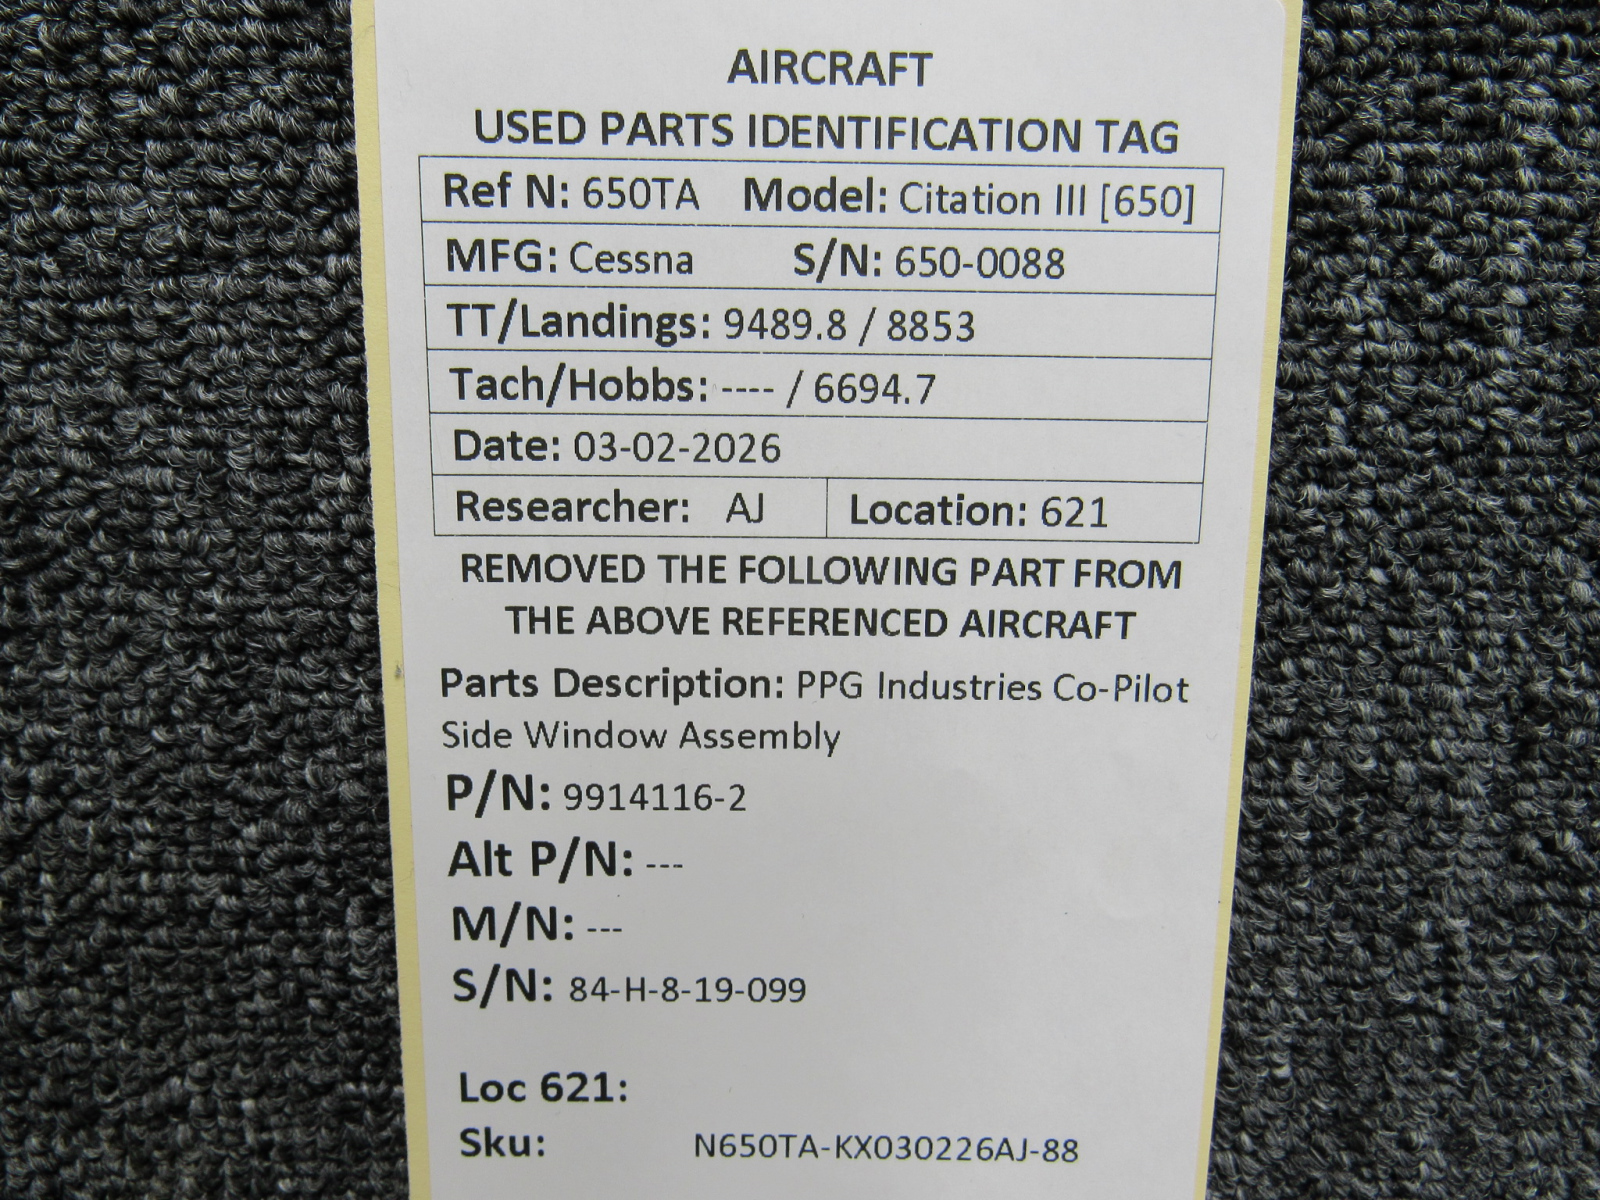 AIRCRAFT
USED PARTS IDENTIFICATION TAG
Ref N: 650TA Model: Citation III [650]
MFG: Cessna S/N: 650-0088
TT/Landings: 9489.8 / 8853
Tach/Hobbs: ---- / 6694.7
Date: 03-02-2026
Researcher: AJ Location: 621
REMOVED THE FOLLOWING PART FROM
THE ABOVE REFERENCED AIRCRAFT
Parts Description: PPG Industries Co-Pilot
Side Window Assembly
P/N: 9914116-2
Alt P/N: ---
M/N: ---
S/N: 84-H-8-19-099
Loc 621:
Sku: N650TA-KX030226AJ-88